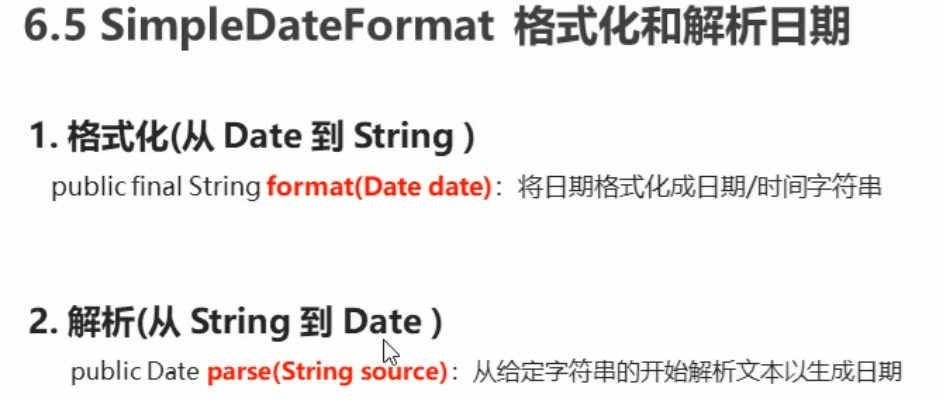 6.5 SimpleDateFormat 格式化和解析日期
1. 格式化(从 Date 到 String )
public final String format(Date date)：将日期格式化成日期/时间字符串
2. 解析(从 String 到 Date )
public Date parse(String source)：从给定字符串的开始解析文本以生成日期